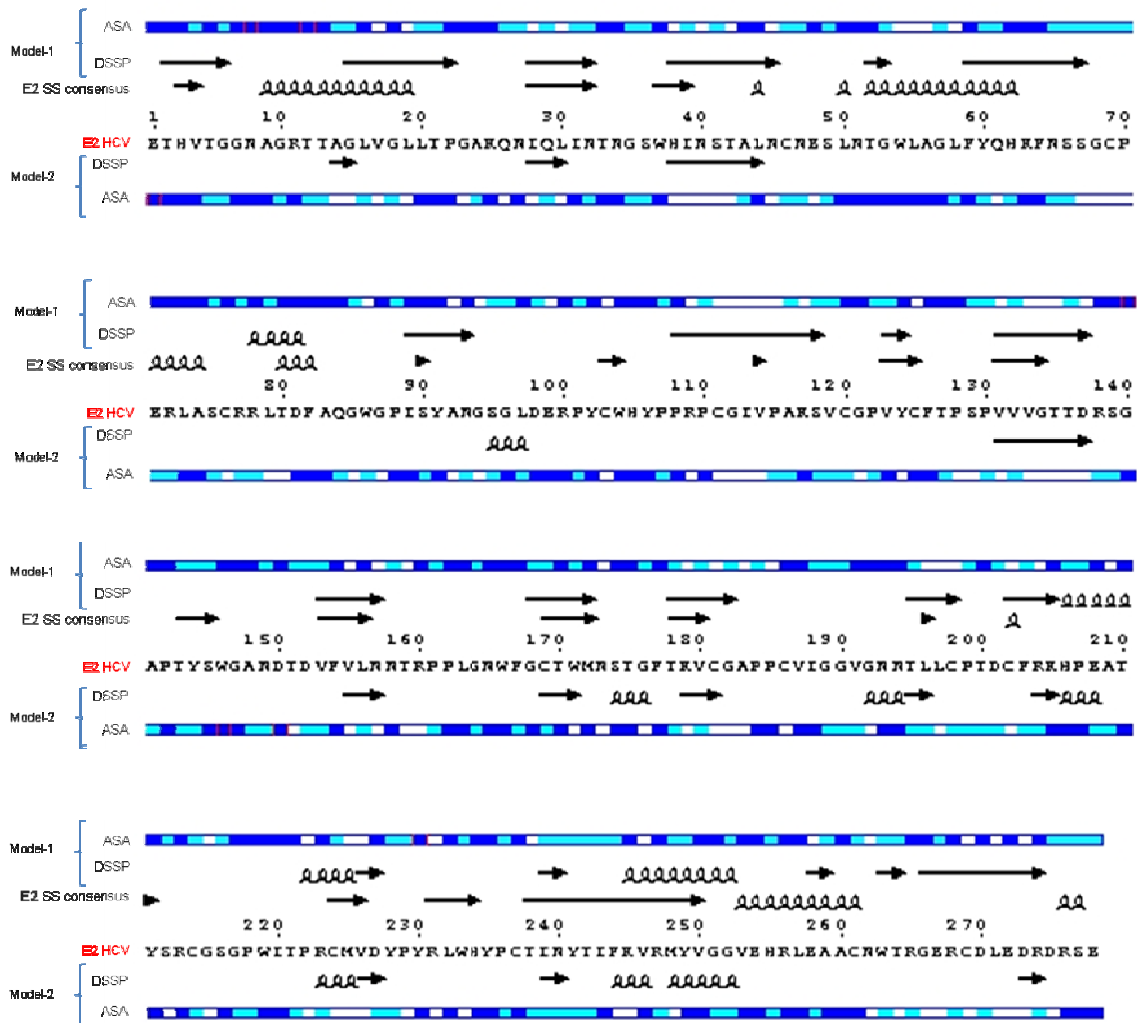 Model-1 ASA
DSSP
E2 SS consensus
1 10 20 30 40 50 60 70
E2 HCV ETHVTGGNAGRTTAGLVGLLTPGAKQNIQLINTNGSWHINSTALNCNESLNTGWLAGLFYQHKFNSSGCP
Model-2 DSSP
ASA
Model-1 ASA
DSSP
E2 SS consensus
80 90 100 110 120 130 140
E2 HCV ERLASCRRLTDFAQGWGPISYANGSGLDERPYCWHYPPRPCGIVPAKSVCGPVYCFTPSPVVVGTTDRSG
Model-2 DSSP
ASA
Model-1 ASA
DSSP
E2 SS consensus
150 160 170 180 190 200 210
E2 HCV APTYSWGANDTDVFVLNNTRPPLGNWFGCTWMNSTGFTKVCGAPPCVIGGVGNNTLLCPTDCFRKHPEAT
Model-2 DSSP
ASA
Model-1 ASA
DSSP
E2 SS consensus
220 230 240 250 260 270
E2 HCV YSRCGSGPWITPRCMVDYPYRLWHYPCTINYTIFKVRMYVGGVEHRLEAACNWTRGERCDLEDRDRSE
Model-2 DSSP
ASA